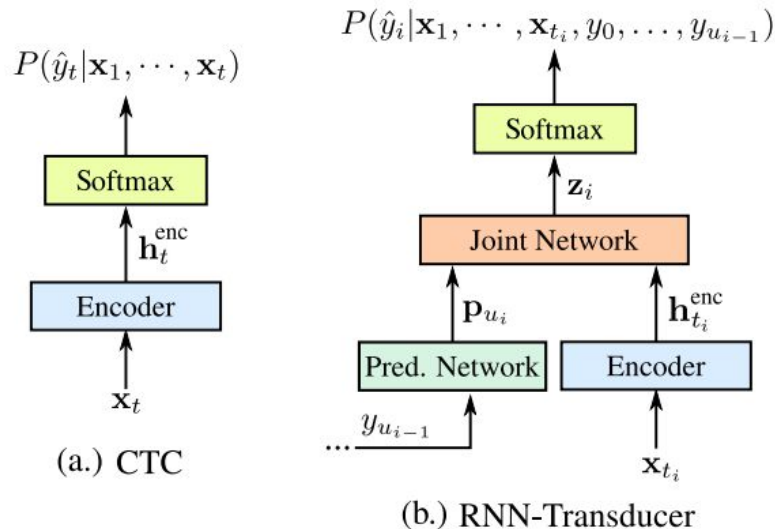 P(ŷ_t|x_1, ⋯, x_t)
Softmax
h_t^enc
Encoder
x_t
(a.) CTC
P(ŷ_i|x_1, ⋯, x_{t_i}, y_0, …, y_{u_{i-1}})
Softmax
z_i
Joint Network
p_{u_i}
h_{t_i}^enc
Pred. Network
Encoder
... y_{u_{i-1}}
x_{t_i}
(b.) RNN-Transducer